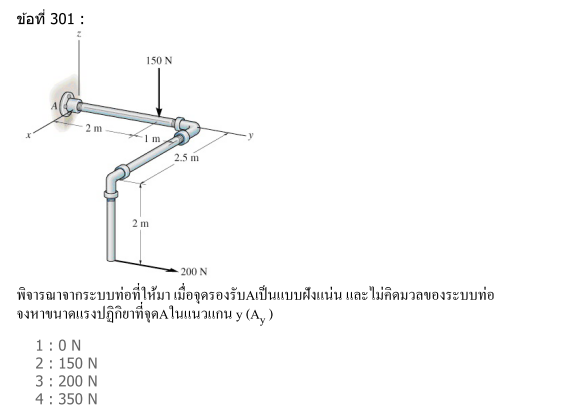 ข้อที่ 301 :
z
150 N
A
2 m
1 m
x
y
2.5 m
2 m
200 N
พิจารณาจากระบบท่อที่ให้มา เมื่อจุดรองรับAเป็นแบบฝังแน่น และไม่คิดมวลของระบบท่อ
จงหาขนาดแรงปฏิกิยาที่จุดAในแนวแกน y (Ay )
1 : 0 N
2 : 150 N
3 : 200 N
4 : 350 N